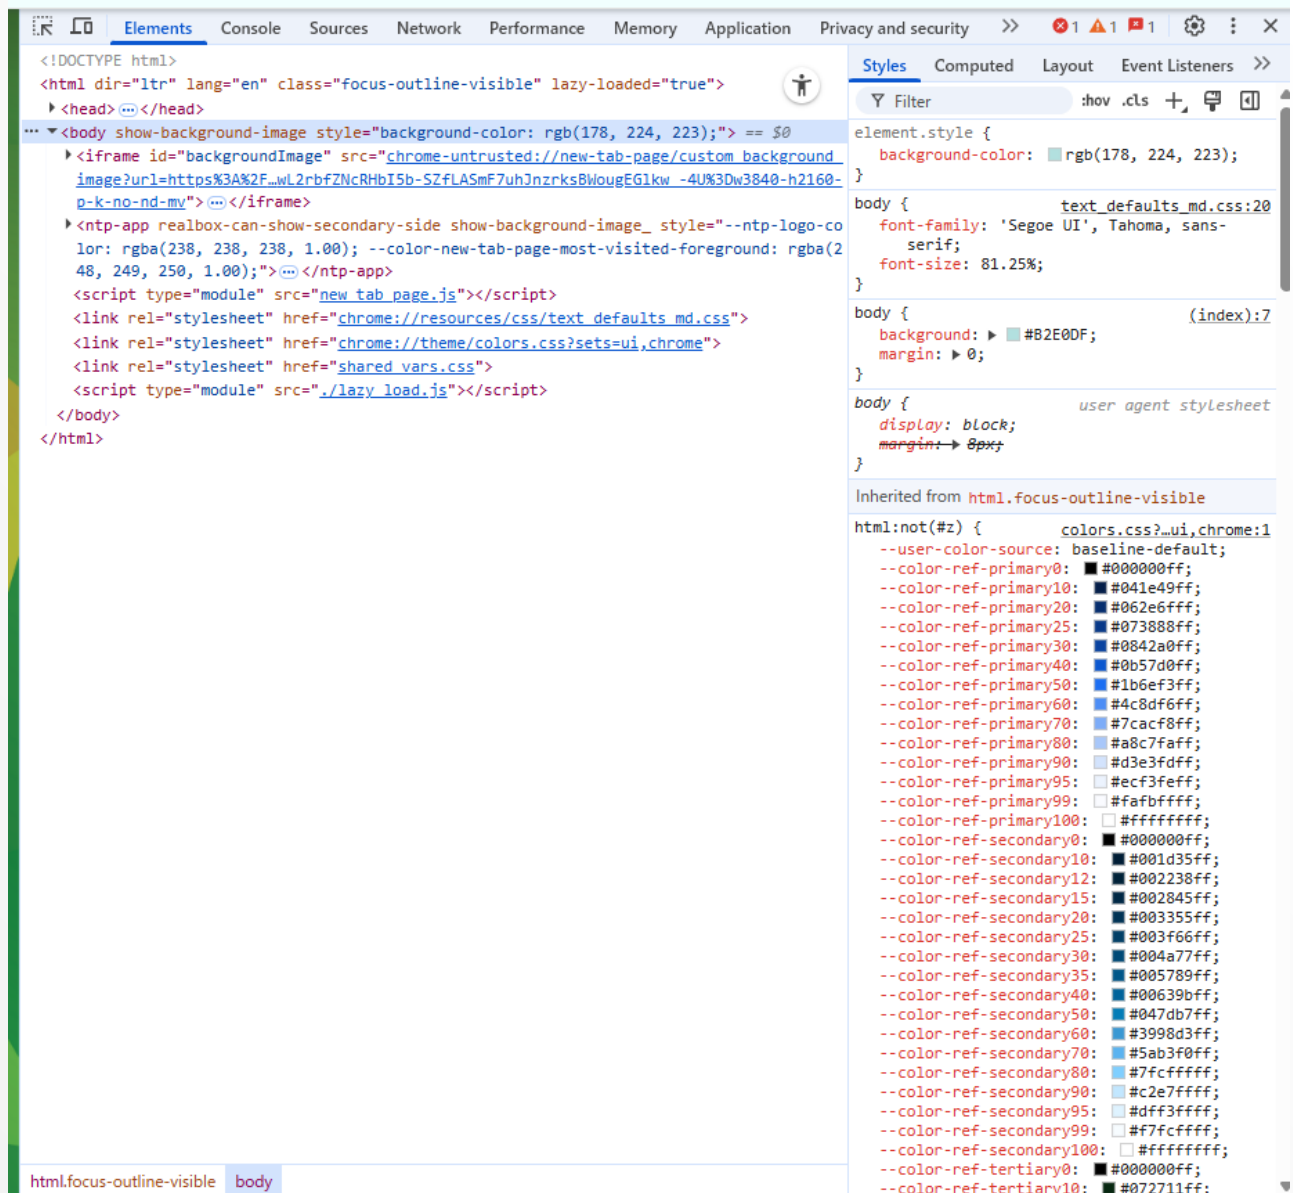 Elements Console Sources Network Performance Memory Application Privacy and security 1 1 1
<!DOCTYPE html>
<html dir="ltr" lang="en" class="focus-outline-visible" lazy-loaded="true">
<head> … </head>
… <body show-background-image style="background-color: rgb(178, 224, 223);"> == $0
<iframe id="backgroundImage" src="chrome-untrusted://new-tab-page/custom_background_
image?url=https%3A%2F…wL2rbfZNcRHbI5b-SZfLASmF7uhJnzrksBWougEGlkw_-4U%3Dw3840-h2160-
p-k-no-nd-mv"> … </iframe>
<ntp-app realbox-can-show-secondary-side show-background-image_ style="--ntp-logo-co
lor: rgba(238, 238, 238, 1.00); --color-new-tab-page-most-visited-foreground: rgba(2
48, 249, 250, 1.00);"> … </ntp-app>
<script type="module" src="new_tab_page.js"></script>
<link rel="stylesheet" href="chrome://resources/css/text_defaults_md.css">
<link rel="stylesheet" href="chrome://theme/colors.css?sets=ui,chrome">
<link rel="stylesheet" href="shared_vars.css">
<script type="module" src="./lazy_load.js"></script>
</body>
</html>
html.focus-outline-visible body
Styles Computed Layout Event Listeners
Filter :hov .cls
element.style {
background-color: rgb(178, 224, 223);
}
body { text_defaults_md.css:20
font-family: 'Segoe UI', Tahoma, sans-
serif;
font-size: 81.25%;
}
body { (index):7
background: #B2E0DF;
margin: 0;
}
body { user agent stylesheet
display: block;
margin: 8px;
}
Inherited from html.focus-outline-visible
html:not(#z) { colors.css?…ui,chrome:1
--user-color-source: baseline-default;
--color-ref-primary0: #000000ff;
--color-ref-primary10: #041e49ff;
--color-ref-primary20: #062e6fff;
--color-ref-primary25: #073888ff;
--color-ref-primary30: #0842a0ff;
--color-ref-primary40: #0b57d0ff;
--color-ref-primary50: #1b6ef3ff;
--color-ref-primary60: #4c8df6ff;
--color-ref-primary70: #7cacf8ff;
--color-ref-primary80: #a8c7faff;
--color-ref-primary90: #d3e3fdff;
--color-ref-primary95: #ecf3feff;
--color-ref-primary99: #fafbffff;
--color-ref-primary100: #ffffffff;
--color-ref-secondary0: #000000ff;
--color-ref-secondary10: #001d35ff;
--color-ref-secondary12: #002238ff;
--color-ref-secondary15: #002845ff;
--color-ref-secondary20: #003355ff;
--color-ref-secondary25: #003f66ff;
--color-ref-secondary30: #004a77ff;
--color-ref-secondary35: #005789ff;
--color-ref-secondary40: #00639bff;
--color-ref-secondary50: #047db7ff;
--color-ref-secondary60: #3998d3ff;
--color-ref-secondary70: #5ab3f0ff;
--color-ref-secondary80: #7fcfffff;
--color-ref-secondary90: #c2e7ffff;
--color-ref-secondary95: #dff3ffff;
--color-ref-secondary99: #f7fcffff;
--color-ref-secondary100: #ffffffff;
--color-ref-tertiary0: #000000ff;
--color-ref-tertiary10: #072711ff;